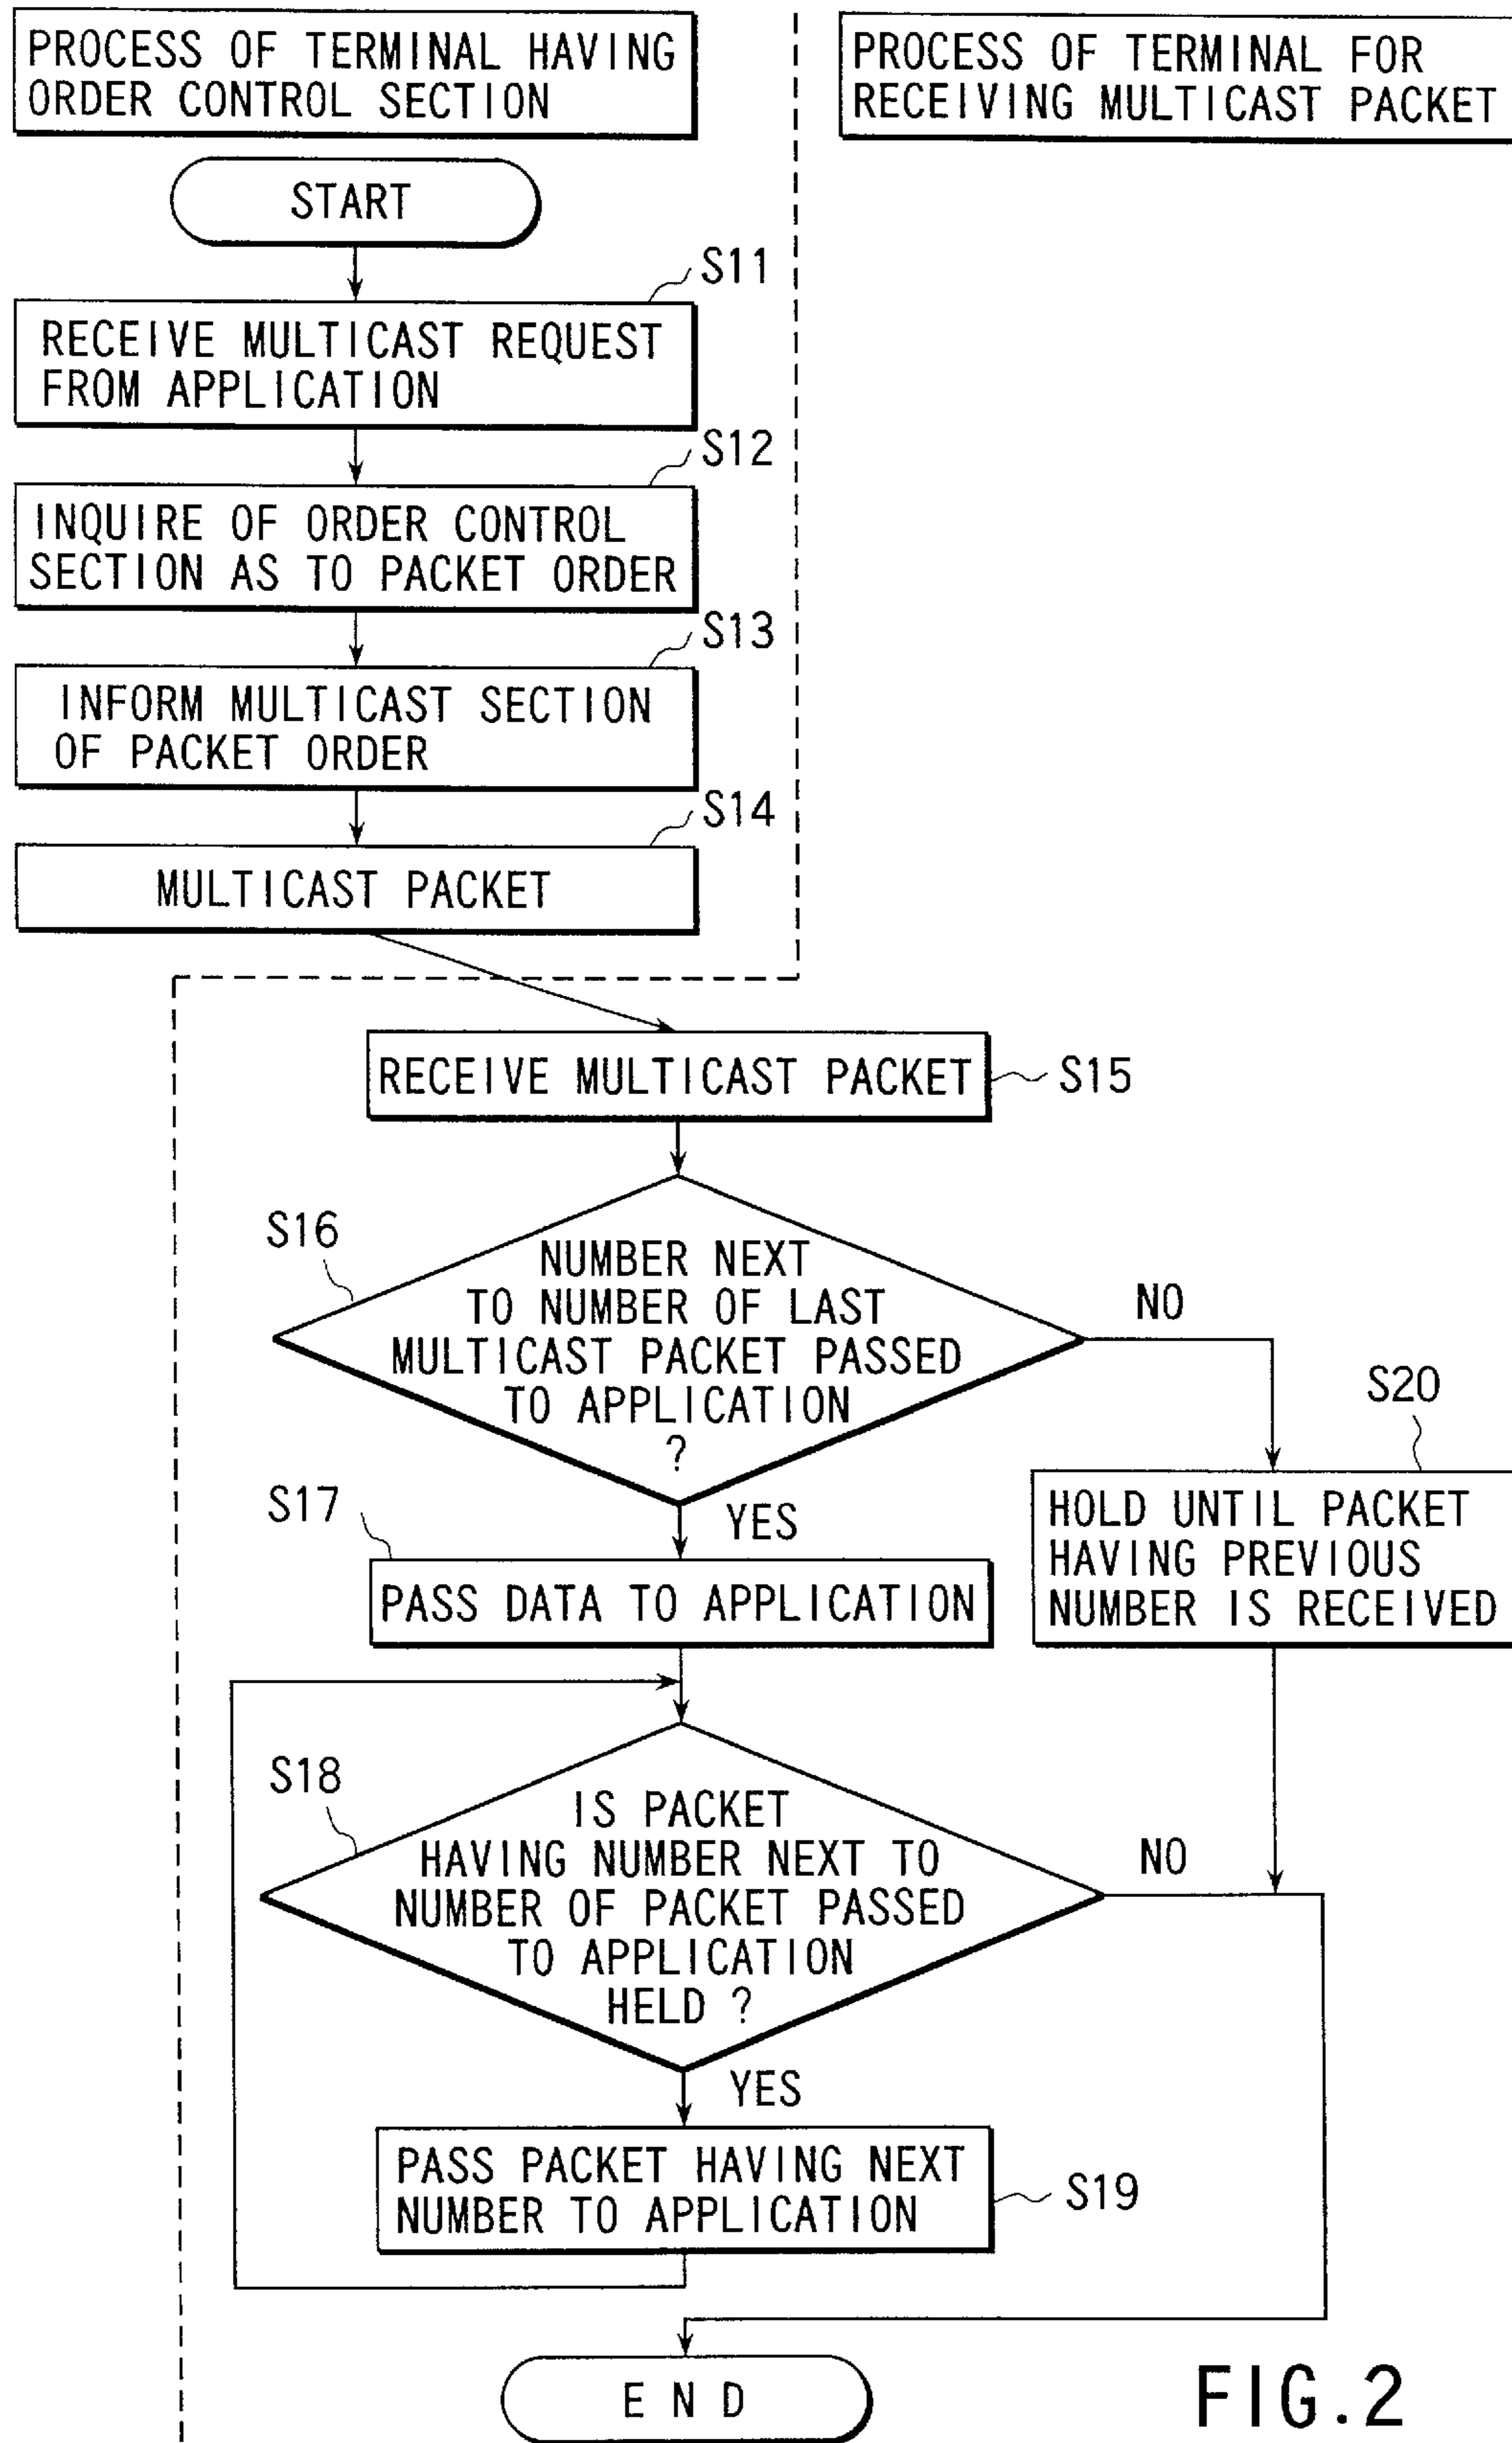 PROCESS OF TERMINAL HAVING
ORDER CONTROL SECTION
PROCESS OF TERMINAL FOR
RECEIVING MULTICAST PACKET
START
S11
RECEIVE MULTICAST REQUEST
FROM APPLICATION
S12
INQUIRE OF ORDER CONTROL
SECTION AS TO PACKET ORDER
S13
INFORM MULTICAST SECTION
OF PACKET ORDER
S14
MULTICAST PACKET
RECEIVE MULTICAST PACKET
S15
S16
NUMBER NEXT
TO NUMBER OF LAST
MULTICAST PACKET PASSED
TO APPLICATION
?
NO
YES
S20
HOLD UNTIL PACKET
HAVING PREVIOUS
NUMBER IS RECEIVED
S17
PASS DATA TO APPLICATION
S18
IS PACKET
HAVING NUMBER NEXT TO
NUMBER OF PACKET PASSED
TO APPLICATION
HELD ?
NO
YES
PASS PACKET HAVING NEXT
NUMBER TO APPLICATION
S19
END
FIG.2